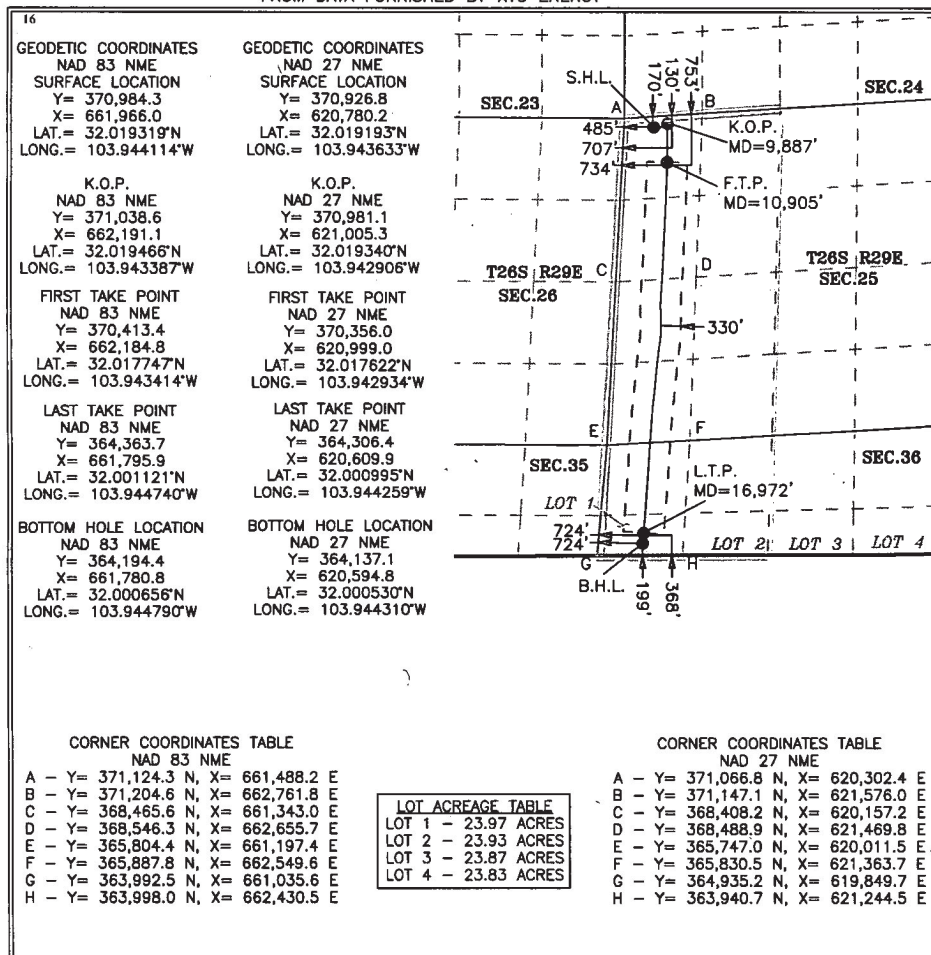 16
GEODETIC COORDINATES
NAD 83 NME
SURFACE LOCATION
Y= 370,984.3
X= 661,966.0
LAT.= 32.019319°N
LONG.= 103.944114°W
K.O.P.
NAD 83 NME
Y= 371,038.6
X= 662,191.1
LAT.= 32.019466°N
LONG.= 103.943387°W
FIRST TAKE POINT
NAD 83 NME
Y= 370,413.4
X= 662,184.8
LAT.= 32.017747°N
LONG.= 103.943414°W
LAST TAKE POINT
NAD 83 NME
Y= 364,363.7
X= 661,795.9
LAT.= 32.001121°N
LONG.= 103.944740°W
BOTTOM HOLE LOCATION
NAD 83 NME
Y= 364,194.4
X= 661,780.8
LAT.= 32.000656°N
LONG.= 103.944790°W
GEODETIC COORDINATES
NAD 27 NME
SURFACE LOCATION
Y= 370,926.8
X= 620,780.2
LAT.= 32.019193°N
LONG.= 103.943633°W
K.O.P.
NAD 27 NME
Y= 370,981.1
X= 621,005.3
LAT.= 32.019340°N
LONG.= 103.942906°W
FIRST TAKE POINT
NAD 27 NME
Y= 370,356.0
X= 620,999.0
LAT.= 32.017622°N
LONG.= 103.942934°W
LAST TAKE POINT
NAD 27 NME
Y= 364,306.4
X= 620,609.9
LAT.= 32.000995°N
LONG.= 103.944259°W
BOTTOM HOLE LOCATION
NAD 27 NME
Y= 364,137.1
X= 620,594.8
LAT.= 32.000530°N
LONG.= 103.944310°W
S.H.L.
170'
130'
753'
SEC.23
A
B
SEC.24
485'
K.O.P.
MD=9,887'
707'
734'
F.T.P.
MD=10,905'
T26S R29E
SEC.26
C
D
T26S R29E
SEC.25
330'
E
F
SEC.35
SEC.36
L.T.P.
MD=16,972'
LOT 1
724'
724'
LOT 2
LOT 3
LOT 4
G
H
B.H.L.
199'
368'
CORNER COORDINATES TABLE
NAD 83 NME
A - Y= 371,124.3 N, X= 661,488.2 E
B - Y= 371,204.6 N, X= 662,761.8 E
C - Y= 368,465.6 N, X= 661,343.0 E
D - Y= 368,546.3 N, X= 662,655.7 E
E - Y= 365,804.4 N, X= 661,197.4 E
F - Y= 365,887.8 N, X= 662,549.6 E
G - Y= 363,992.5 N, X= 661,035.6 E
H - Y= 363,998.0 N, X= 662,430.5 E
LOT ACREAGE TABLE
LOT 1 - 23.97 ACRES
LOT 2 - 23.93 ACRES
LOT 3 - 23.87 ACRES
LOT 4 - 23.83 ACRES
CORNER COORDINATES TABLE
NAD 27 NME
A - Y= 371,066.8 N, X= 620,302.4 E
B - Y= 371,147.1 N, X= 621,576.0 E
C - Y= 368,408.2 N, X= 620,157.2 E
D - Y= 368,488.9 N, X= 621,469.8 E
E - Y= 365,747.0 N, X= 620,011.5 E
F - Y= 365,830.5 N, X= 621,363.7 E
G - Y= 364,935.2 N, X= 619,849.7 E
H - Y= 363,940.7 N, X= 621,244.5 E